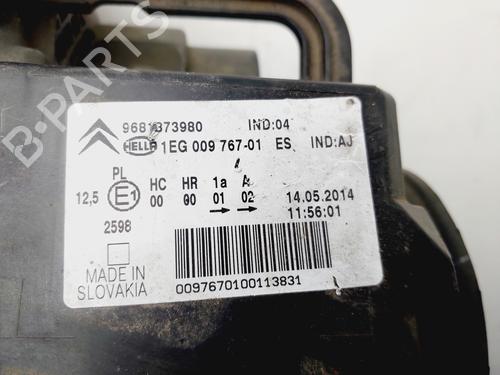 9681373980 IND:04
HELLA 1EG 009 767-01 ES IND:AJ
PL HC HR 1a A
12,5 E1 00 00 01 02 14.05.2014
→ → 11:56:01
2598
MADE IN
SLOVAKIA
0097670100113831
B-PARTS